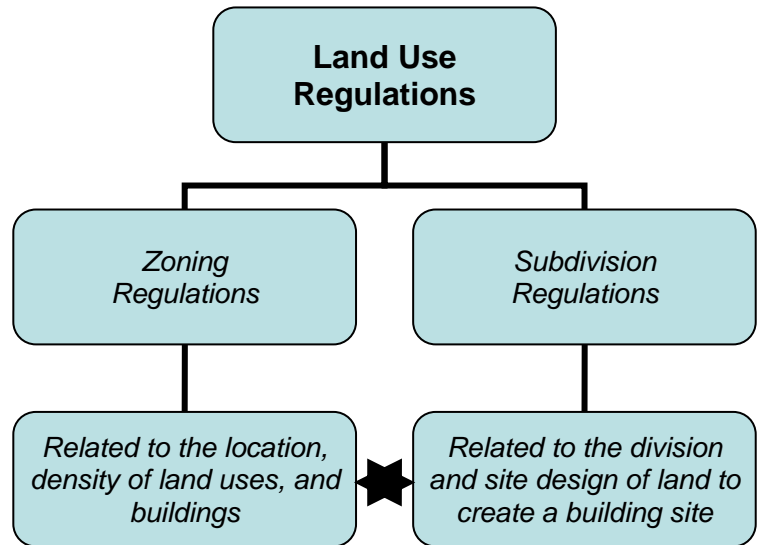 Land Use
Regulations
Zoning
Regulations
Subdivision
Regulations
Related to the location,
density of land uses, and
buildings
Related to the division
and site design of land to
create a building site